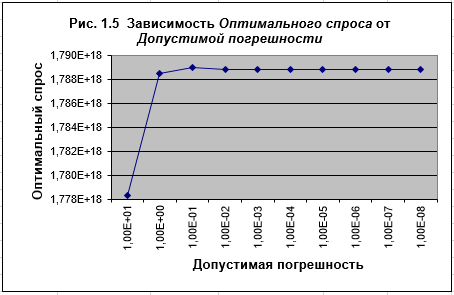 Рис. 1.5 Зависимость Оптимального спроса от
Допустимой погрешности
Оптимальный спрос
1,790E+18
1,788E+18
1,786E+18
1,784E+18
1,782E+18
1,780E+18
1,778E+18
1,00E+01
1,00E+00
1,00E-01
1,00E-02
1,00E-03
1,00E-04
1,00E-05
1,00E-06
1,00E-07
1,00E-08
Допустимая погрешность